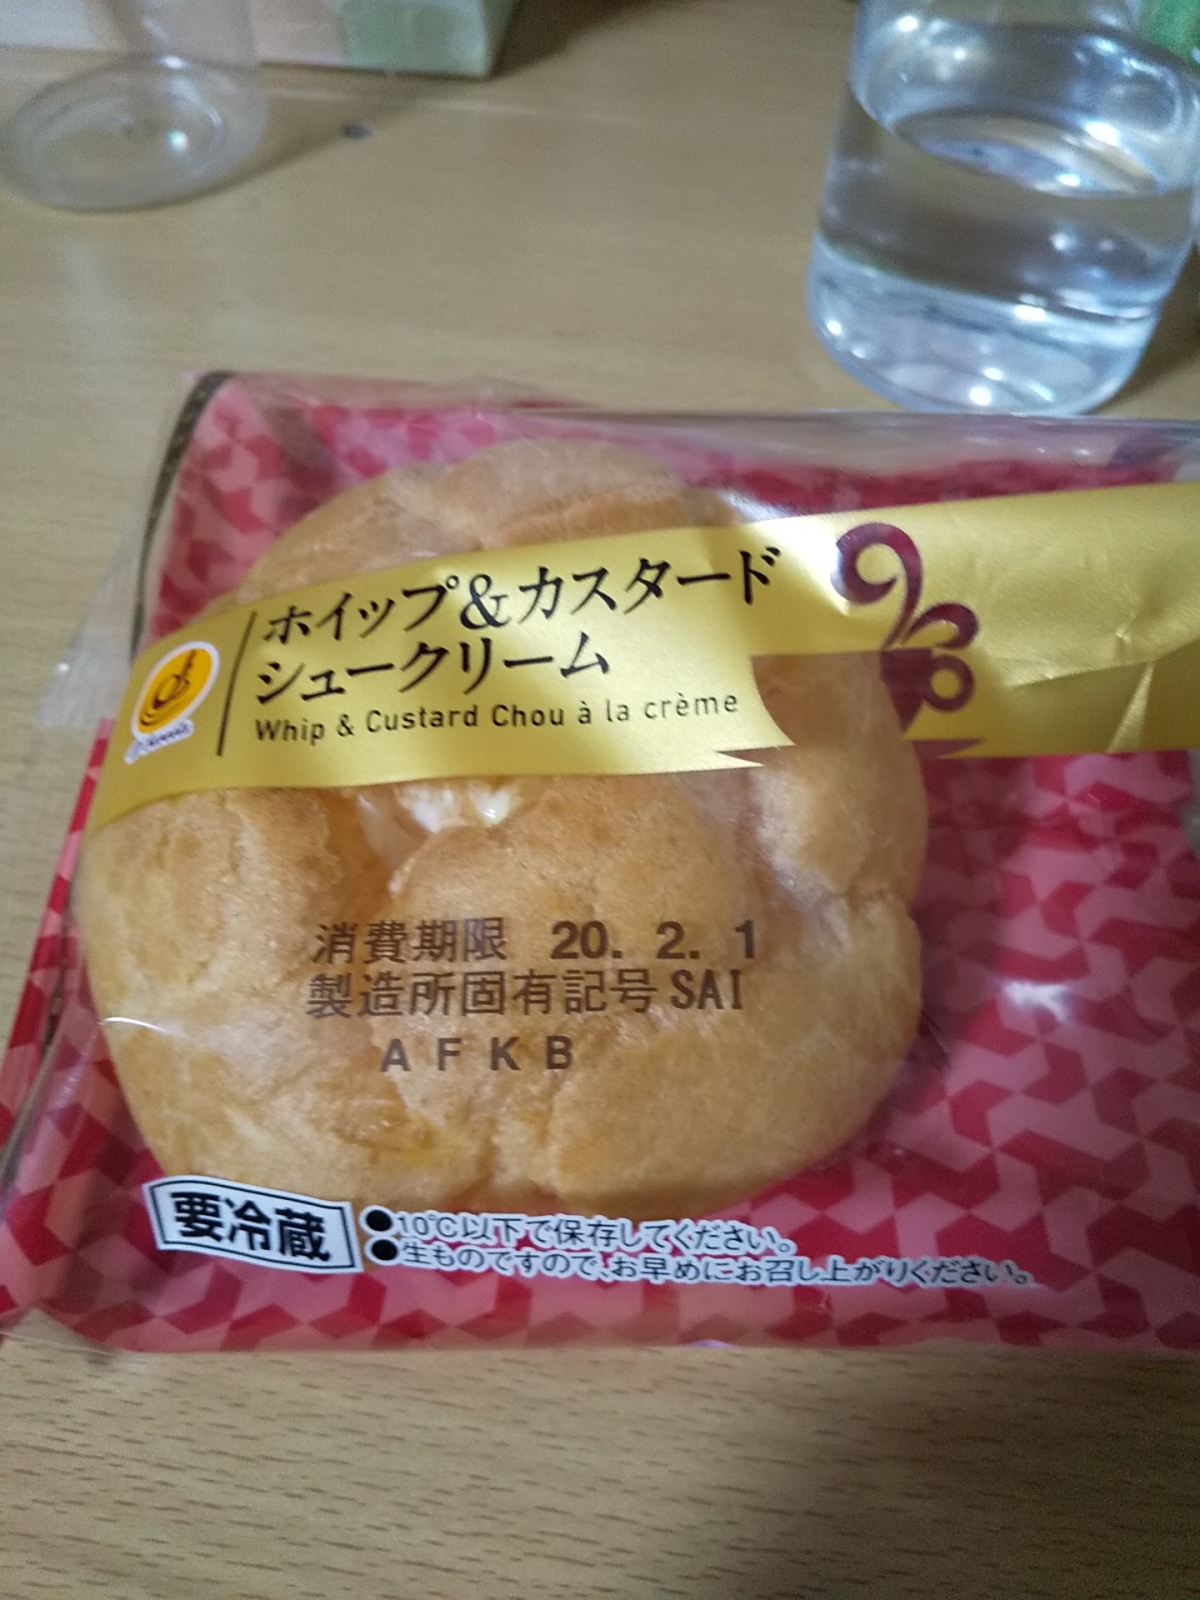 ホイップ&カスタード
シュークリーム
Whip & Custard Chou à la crème
消費期限 20. 2. 1
製造所固有記号 SAI
A F K B
要冷蔵
●10℃以下で保存してください。
●生ものですので、お早めにお召し上がりください。